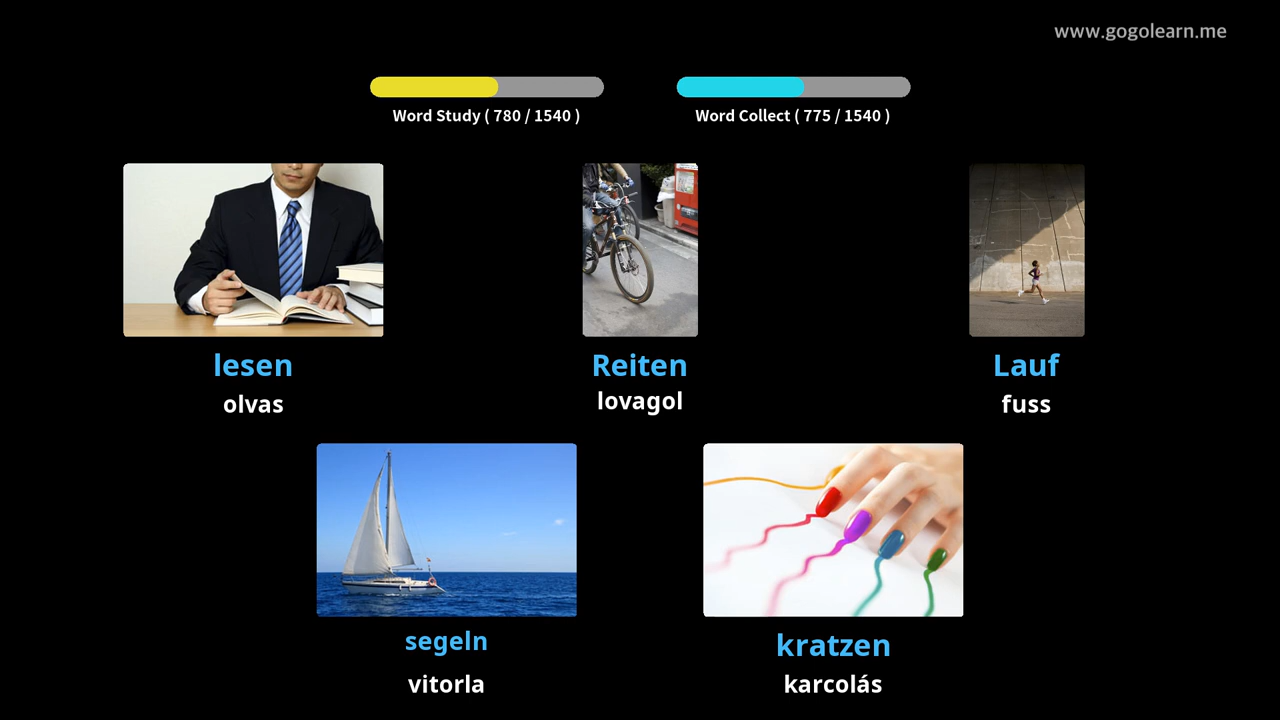 www.gogolearn.me
Word Study ( 780 / 1540 )
Word Collect ( 775 / 1540 )
lesen
olvas
Reiten
lovagol
Lauf
fuss
segeln
vitorla
kratzen
karcolás